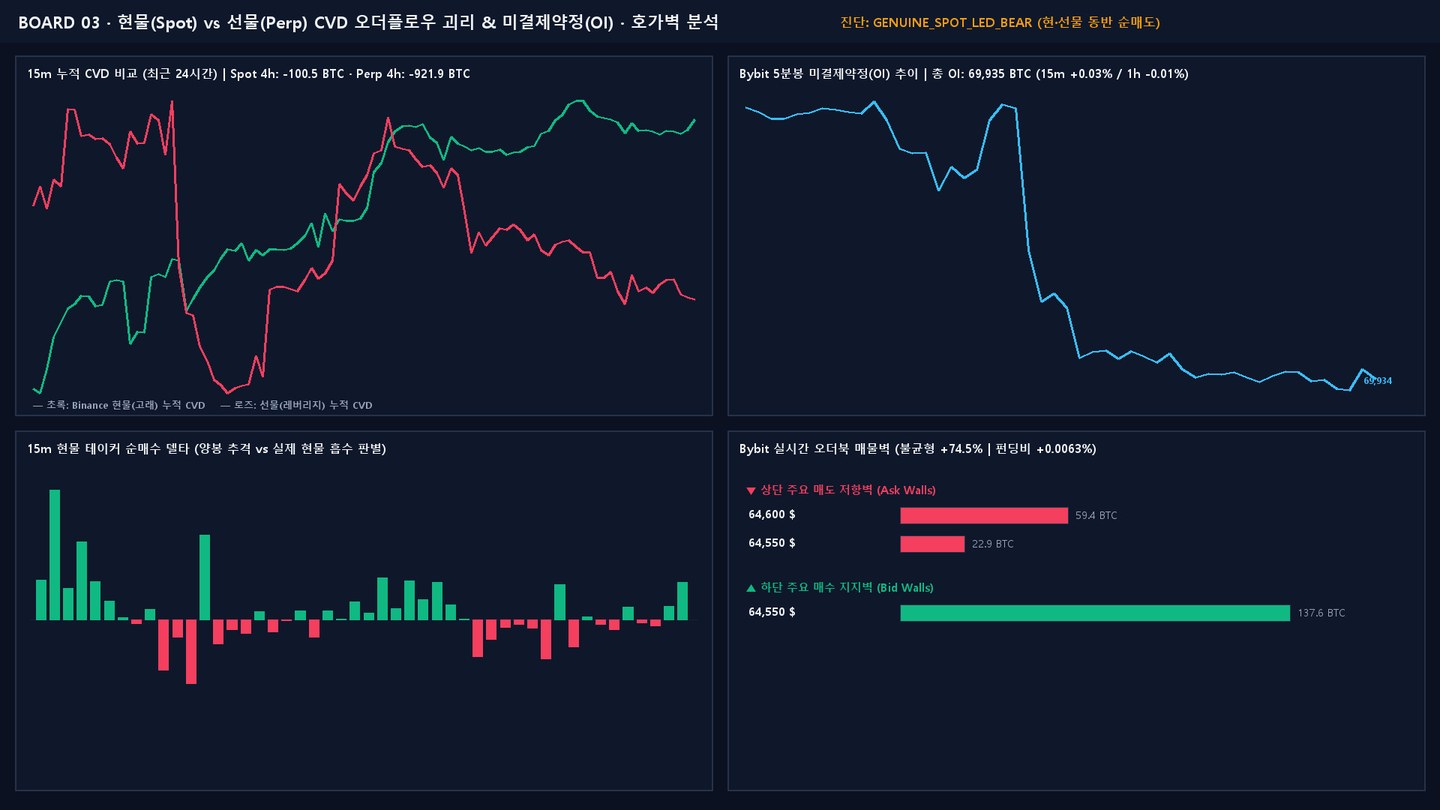 BOARD 03 · 현물(Spot) vs 선물(Perp) CVD 오더플로우 괴리 & 미결제약정(OI) · 호가벽 분석
진단: GENUINE_SPOT_LED_BEAR (현·선물 동반 순매도)
15m 누적 CVD 비교 (최근 24시간) | Spot 4h: -100.5 BTC · Perp 4h: -921.9 BTC
— 초록: Binance 현물(고래) 누적 CVD — 로즈: 선물(레버리지) 누적 CVD
Bybit 5분봉 미결제약정(OI) 추이 | 총 OI: 69,935 BTC (15m +0.03% / 1h -0.01%)
69,934
15m 현물 테이커 순매수 델타 (양봉 추격 vs 실제 현물 흡수 판별)
Bybit 실시간 오더북 매물벽 (불균형 +74.5% | 펀딩비 +0.0063%)
▼ 상단 주요 매도 저항벽 (Ask Walls)
64,600 $ 59.4 BTC
64,550 $ 22.9 BTC
▲ 하단 주요 매수 지지벽 (Bid Walls)
64,550 $ 137.6 BTC